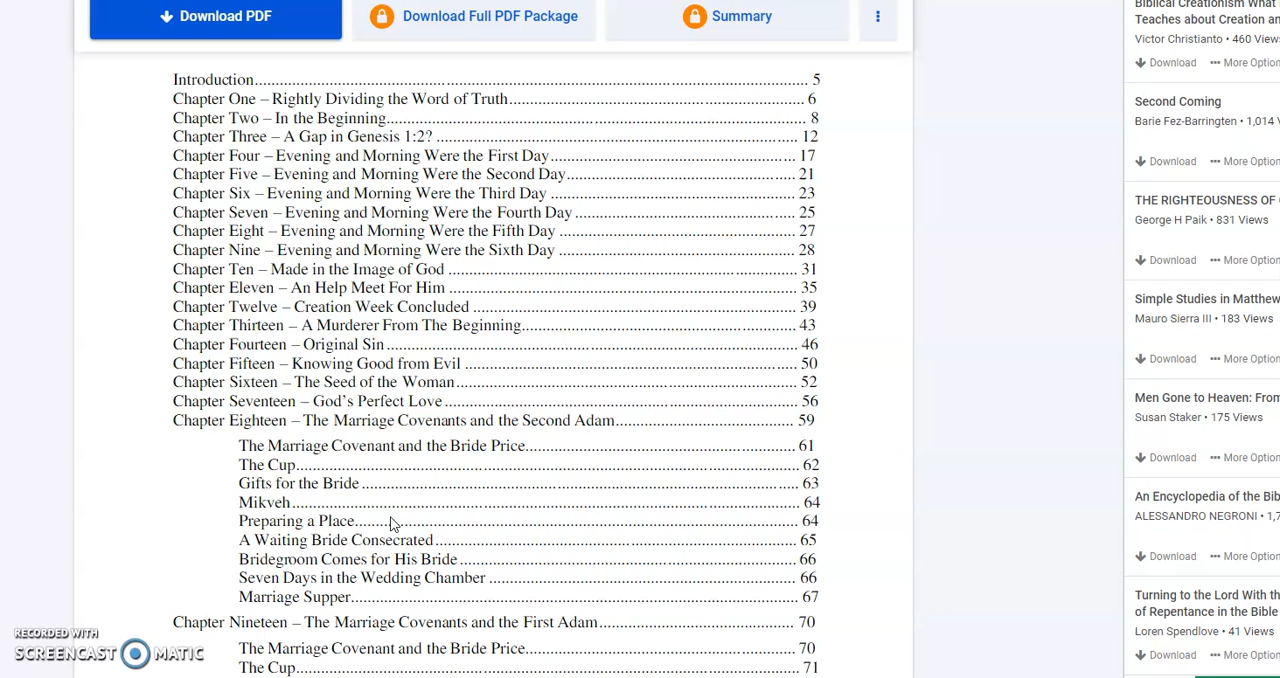 Download PDF
Download Full PDF Package
Summary
Introduction 5
Chapter One – Rightly Dividing the Word of Truth 6
Chapter Two – In the Beginning 8
Chapter Three – A Gap in Genesis 1:2? 12
Chapter Four – Evening and Morning Were the First Day 17
Chapter Five – Evening and Morning Were the Second Day 21
Chapter Six – Evening and Morning Were the Third Day 23
Chapter Seven – Evening and Morning Were the Fourth Day 25
Chapter Eight – Evening and Morning Were the Fifth Day 27
Chapter Nine – Evening and Morning Were the Sixth Day 28
Chapter Ten – Made in the Image of God 31
Chapter Eleven – An Help Meet For Him 35
Chapter Twelve – Creation Week Concluded 39
Chapter Thirteen – A Murderer From The Beginning 43
Chapter Fourteen – Original Sin 46
Chapter Fifteen – Knowing Good from Evil 50
Chapter Sixteen – The Seed of the Woman 52
Chapter Seventeen – God's Perfect Love 56
Chapter Eighteen – The Marriage Covenants and the Second Adam 59
The Marriage Covenant and the Bride Price 61
The Cup 62
Gifts for the Bride 63
Mikveh 64
Preparing a Place 64
A Waiting Bride Consecrated 65
Bridegroom Comes for His Bride 66
Seven Days in the Wedding Chamber 66
Marriage Supper 67
Chapter Nineteen – The Marriage Covenants and the First Adam 70
The Marriage Covenant and the Bride Price 70
The Cup 71
RECORDED WITH
SCREENCAST MATIC
Biblical Creationism What
Teaches about Creation an
Victor Christianto • 460 Views
Download ••• More Option
Second Coming
Barie Fez-Barrington • 1,014 V
Download ••• More Option
THE RIGHTEOUSNESS OF
George H Paik • 831 Views
Download ••• More Option
Simple Studies in Matthew
Mauro Sierra III • 183 Views
Download ••• More Option
Men Gone to Heaven: From
Susan Staker • 175 Views
Download ••• More Option
An Encyclopedia of the Bib
ALESSANDRO NEGRONI • 1,7
Download ••• More Option
Turning to the Lord With th
of Repentance in the Bible
Loren Spendlove • 41 Views
Download ••• More Option